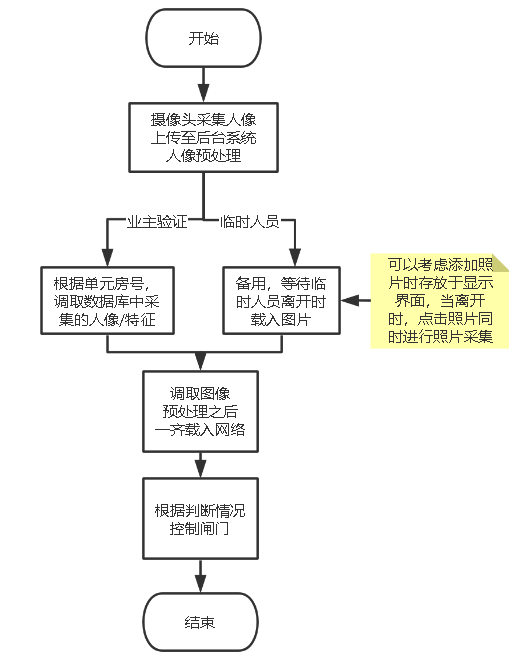 开始
摄像头采集人像
上传至后台系统
人像预处理
业主验证
临时人员
根据单元房号，
调取数据库中采
集的人像/特征
备用，等待临
时人员离开时
载入图片
可以考虑添加照
片时存放于显示
界面，当离开
时，点击照片同
时进行照片采集
调取图像
预处理之后
一齐载入网络
根据判断情况
控制闸门
结束